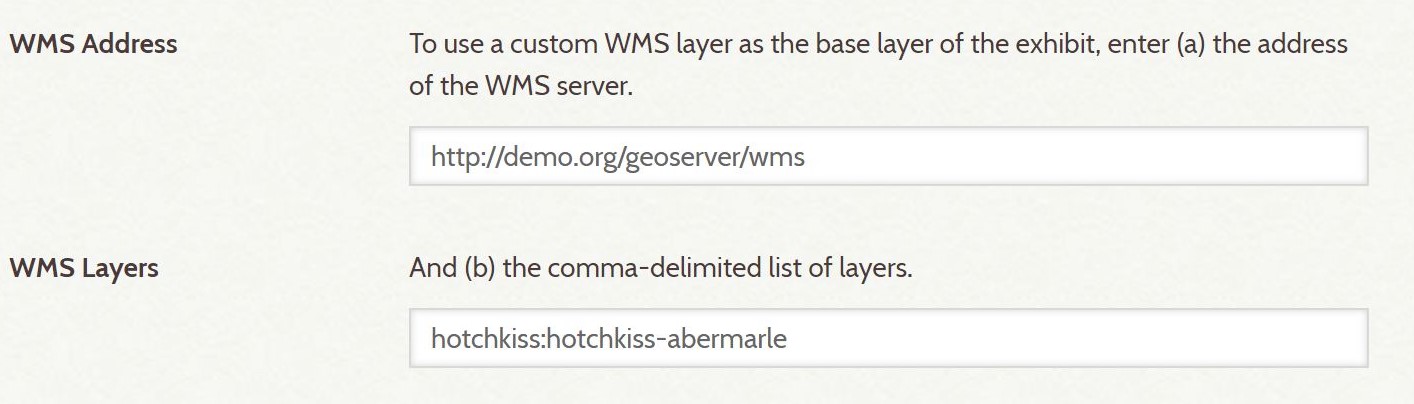 WMS Address
To use a custom WMS layer as the base layer of the exhibit, enter (a) the address
of the WMS server.
http://demo.org/geoserver/wms
WMS Layers
And (b) the comma-delimited list of layers.
hotchkiss:hotchkiss-abermarle